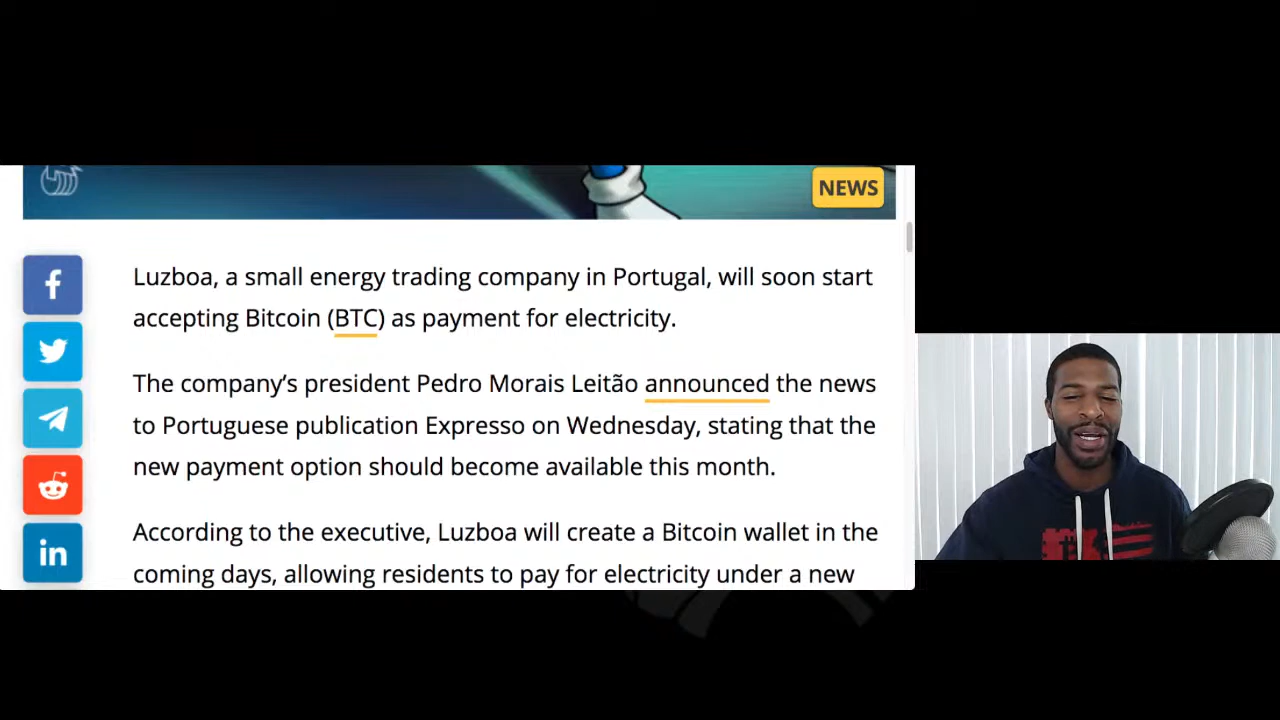 NEWS
Luzboa, a small energy trading company in Portugal, will soon start
accepting Bitcoin (BTC) as payment for electricity.
The company’s president Pedro Morais Leitão announced the news
to Portuguese publication Expresso on Wednesday, stating that the
new payment option should become available this month.
According to the executive, Luzboa will create a Bitcoin wallet in the
coming days, allowing residents to pay for electricity under a new
f
in